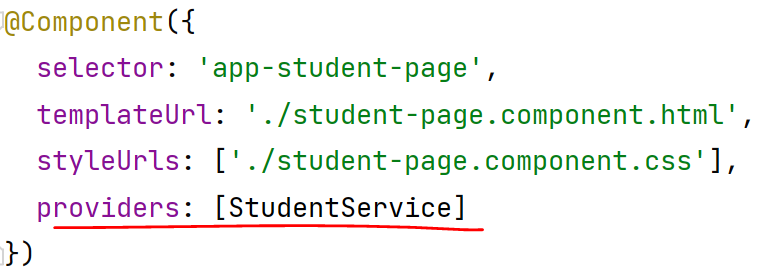 @Component({
  selector: 'app-student-page',
  templateUrl: './student-page.component.html',
  styleUrls: ['./student-page.component.css'],
  providers: [StudentService]
})